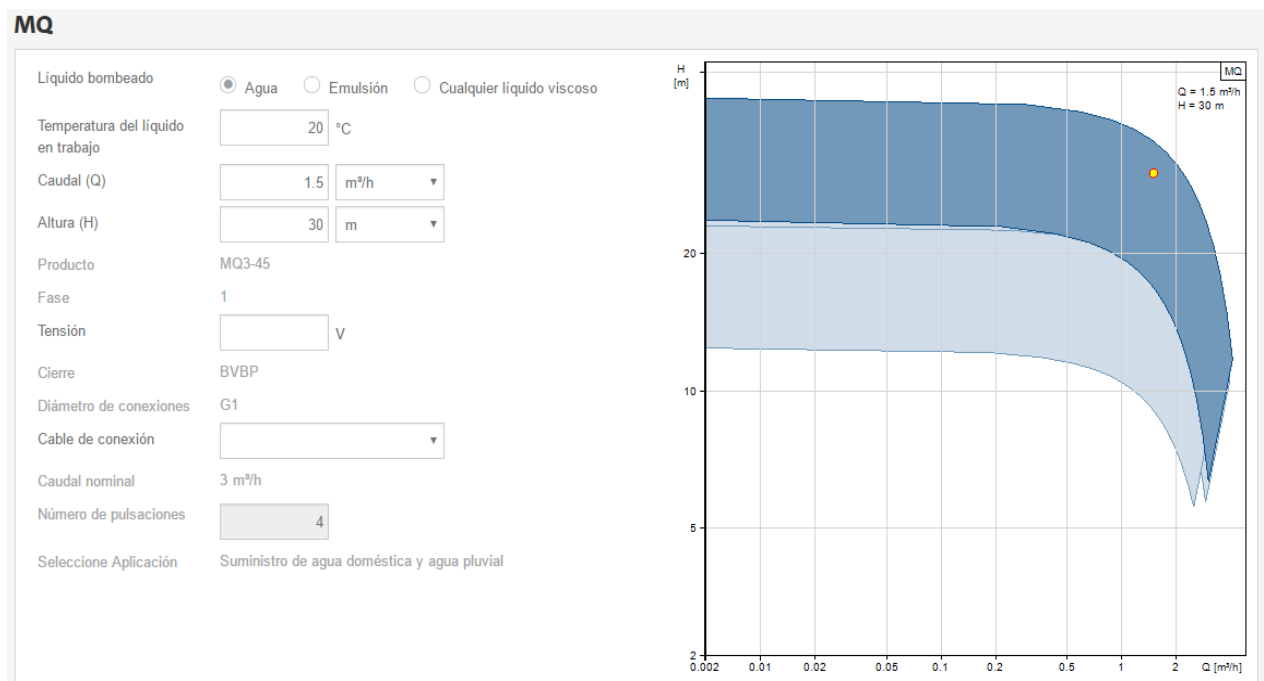 MQ
Líquido bombeado
Agua
Emulsión
Cualquier líquido viscoso
Temperatura del líquido
en trabajo
20 °C
Caudal (Q)
1.5 m³/h
Altura (H)
30 m
Producto
MQ3-45
Fase
1
Tensión
V
Cierre
BVBP
Diámetro de conexiones
G1
Cable de conexión
Caudal nominal
3 m³/h
Número de pulsaciones
4
Seleccione Aplicación
Suministro de agua doméstica y agua pluvial
H
[m]
MQ
Q = 1.5 m³/h
H = 30 m
20
10
5
2
0.002 0.01 0.02 0.05 0.1 0.2 0.5 1 2 Q [m³/h]